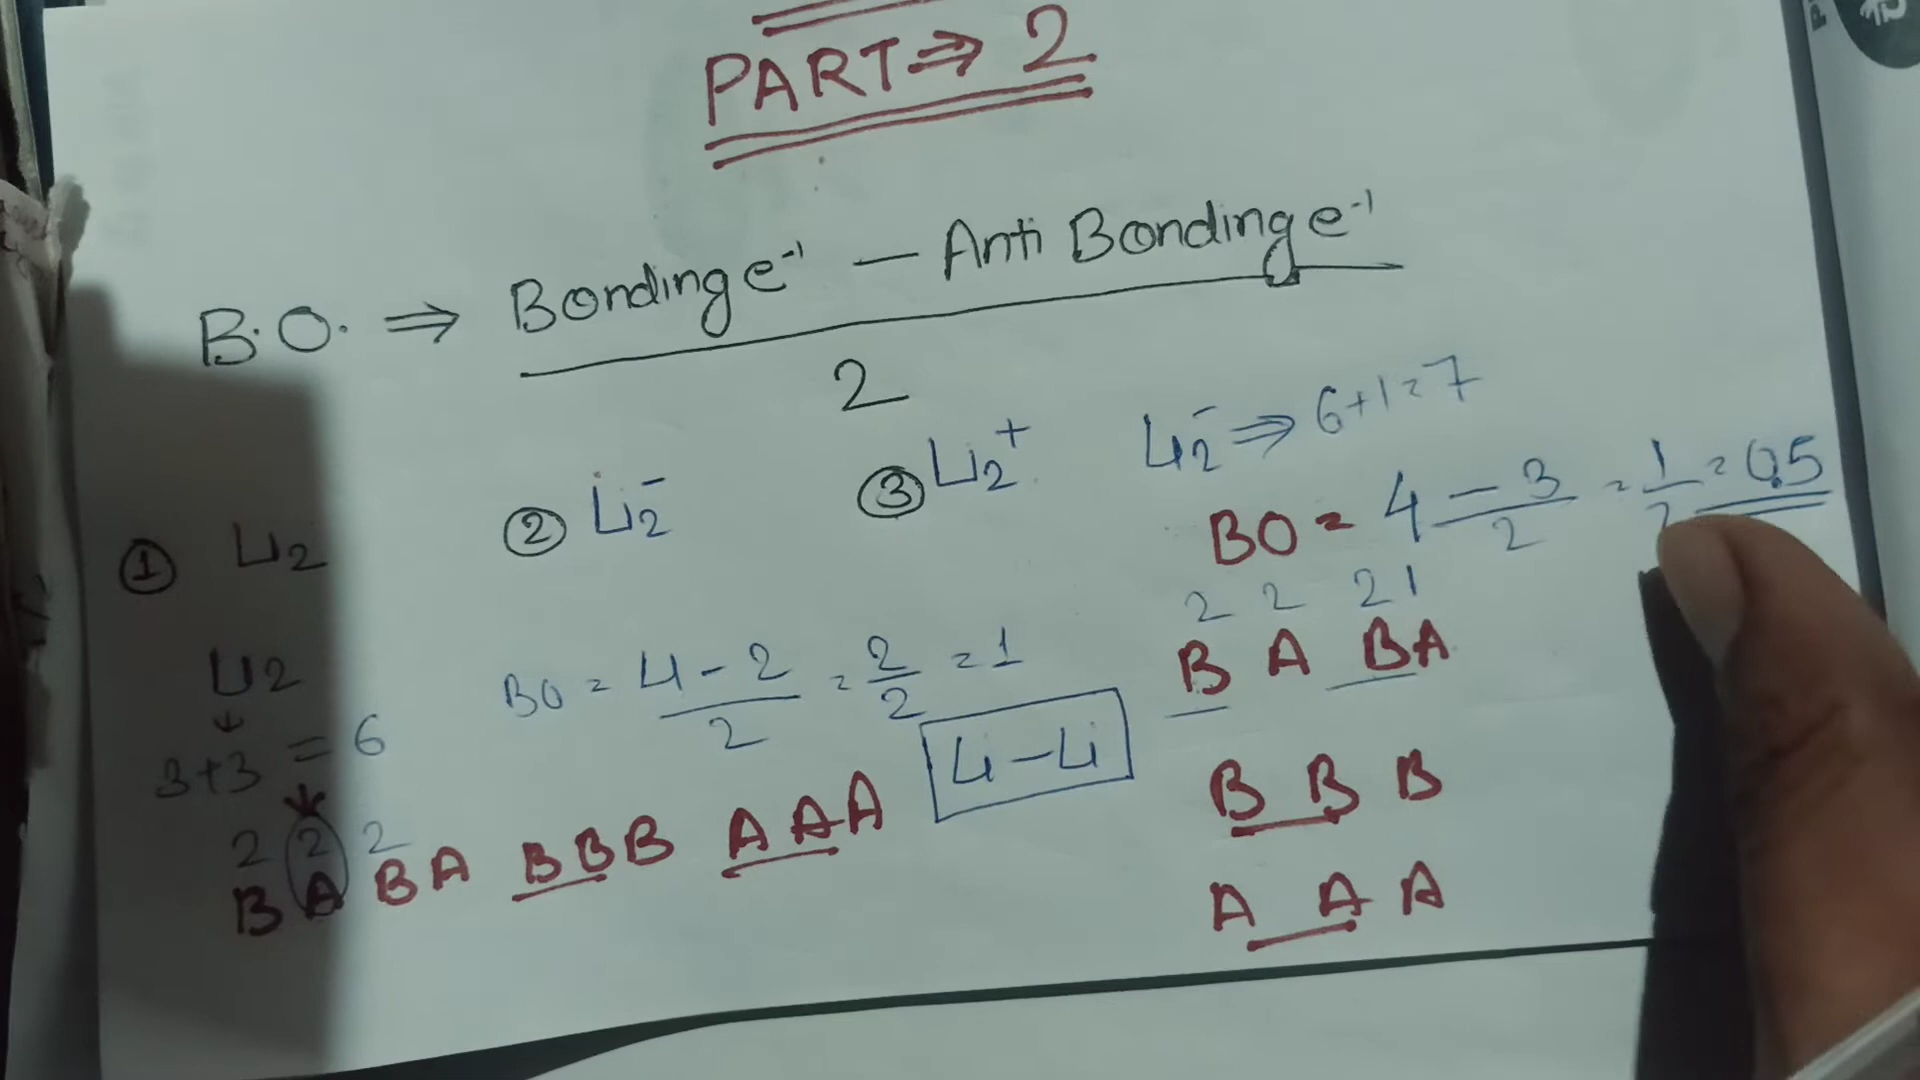 PART ⇒ 2
B.O. ⇒ Bonding e⁻¹ — Anti Bonding e⁻¹
2
① Li2 ② Li2⁻ ③ Li2⁺
Li2⁻ ⇒ 6+1=7
BO = 4 - 3 / 2 = 1/2 = 0.5
2 2 2 1
B A B A
B B B
A A A
Li2
↓
3+3 = 6
BO = 4 - 2 / 2 = 2/2 = 1
Li - Li
2 2 2
B A B A B B B A A A